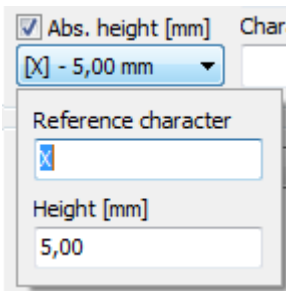 Abs. height [mm] Char
[X] - 5,00 mm
Reference character
X
Height [mm]
5,00